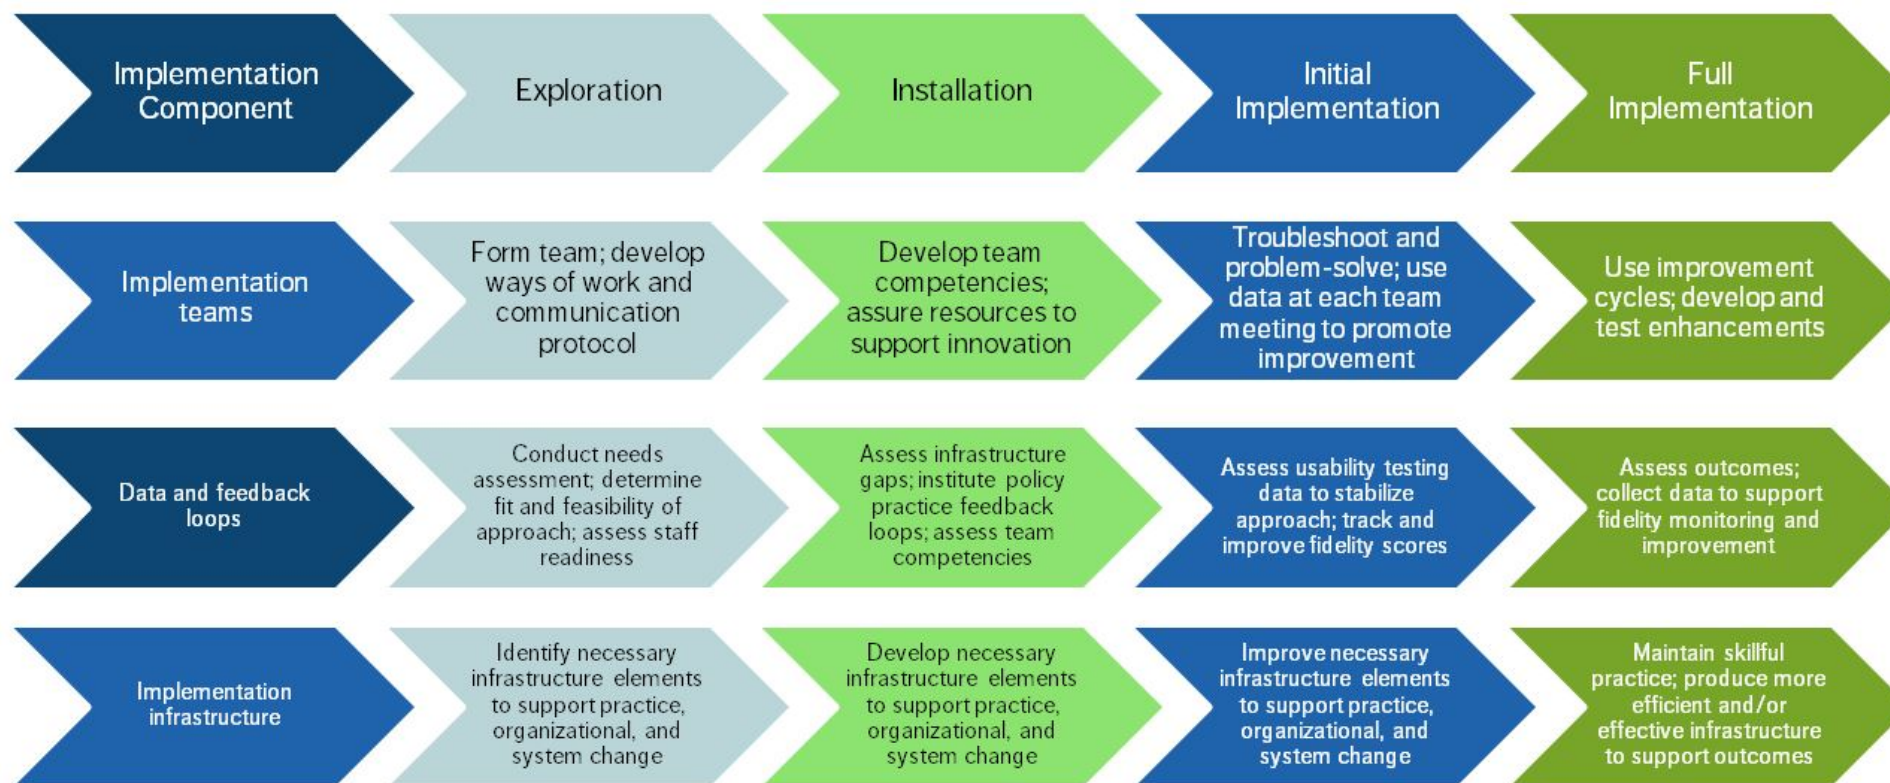 Implementation
Component
Exploration
Installation
Initial
Implementation
Full
Implementation
Implementation
teams
Form team; develop
ways of work and
communication
protocol
Develop team
competencies;
assure resources to
support innovation
Troubleshoot and
problem-solve; use
data at each team
meeting to promote
improvement
Use improvement
cycles; develop and
test enhancements
Data and feedback
loops
Conduct needs
assessment; determine
fit and feasibility of
approach; assess staff
readiness
Assess infrastructure
gaps; institute policy
practice feedback
loops; assess team
competencies
Assess usability testing
data to stabilize
approach; track and
improve fidelity scores
Assess outcomes;
collect data to support
fidelity monitoring and
improvement
Implementation
infrastructure
Identify necessary
infrastructure elements
to support practice,
organizational, and
system change
Develop necessary
infrastructure elements
to support practice,
organizational, and
system change
Improve necessary
infrastructure elements
to support practice,
organizational, and
system change
Maintain skillful
practice; produce more
efficient and/or
effective infrastructure
to support outcomes